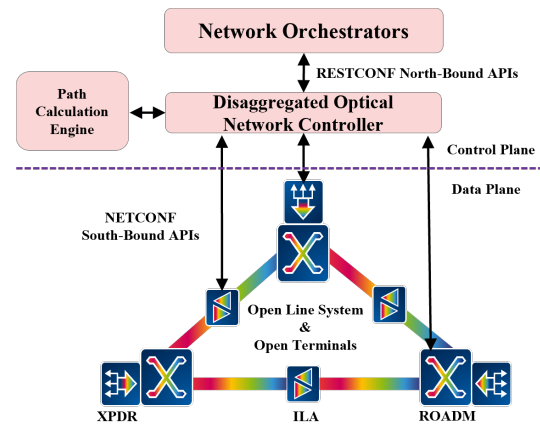 Network Orchestrators
RESTCONF North-Bound APIs
Path
Calculation
Engine
Disaggregated Optical
Network Controller
Control Plane
Data Plane
NETCONF
South-Bound APIs
Open Line System
&
Open Terminals
XPDR
ILA
ROADM